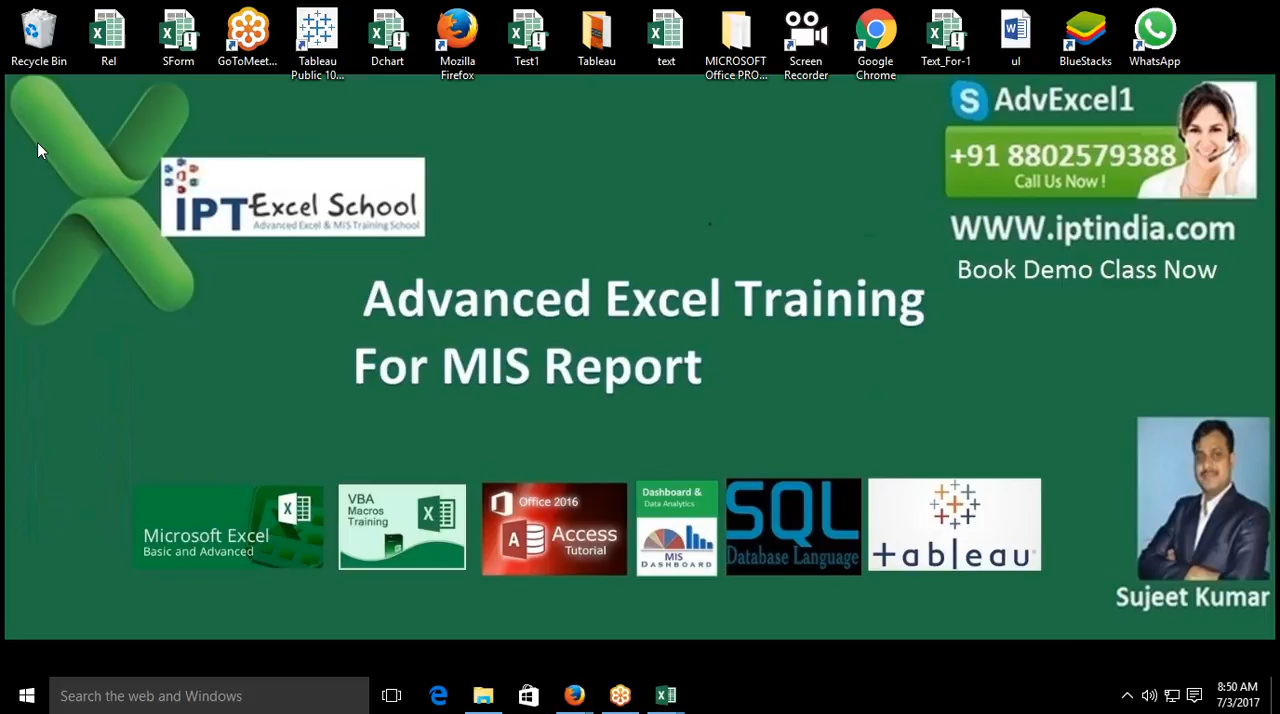 Recycle Bin
Rel
SForm
GoToMeet...
Tableau
Public 10...
Dchart
Mozilla
Firefox
Test1
Tableau
text
MICROSOFT
Office PRO...
Screen
Recorder
Google
Chrome
Text_For-1
ul
BlueStacks
WhatsApp
AdvExcel1
+91 8802579388
Call Us Now !
WWW.iptindia.com
Book Demo Class Now
IPT Excel School
Advanced Excel & MIS Training School
Advanced Excel Training
For MIS Report
Microsoft Excel
Basic and Advanced
VBA
Macros
Training
Office 2016
Access
Tutorial
Dashboard &
Data Analytics
MIS
DASHBOARD
SQL
Database Language
tableau
Sujeet Kumar
Search the web and Windows
8:50 AM
7/3/2017